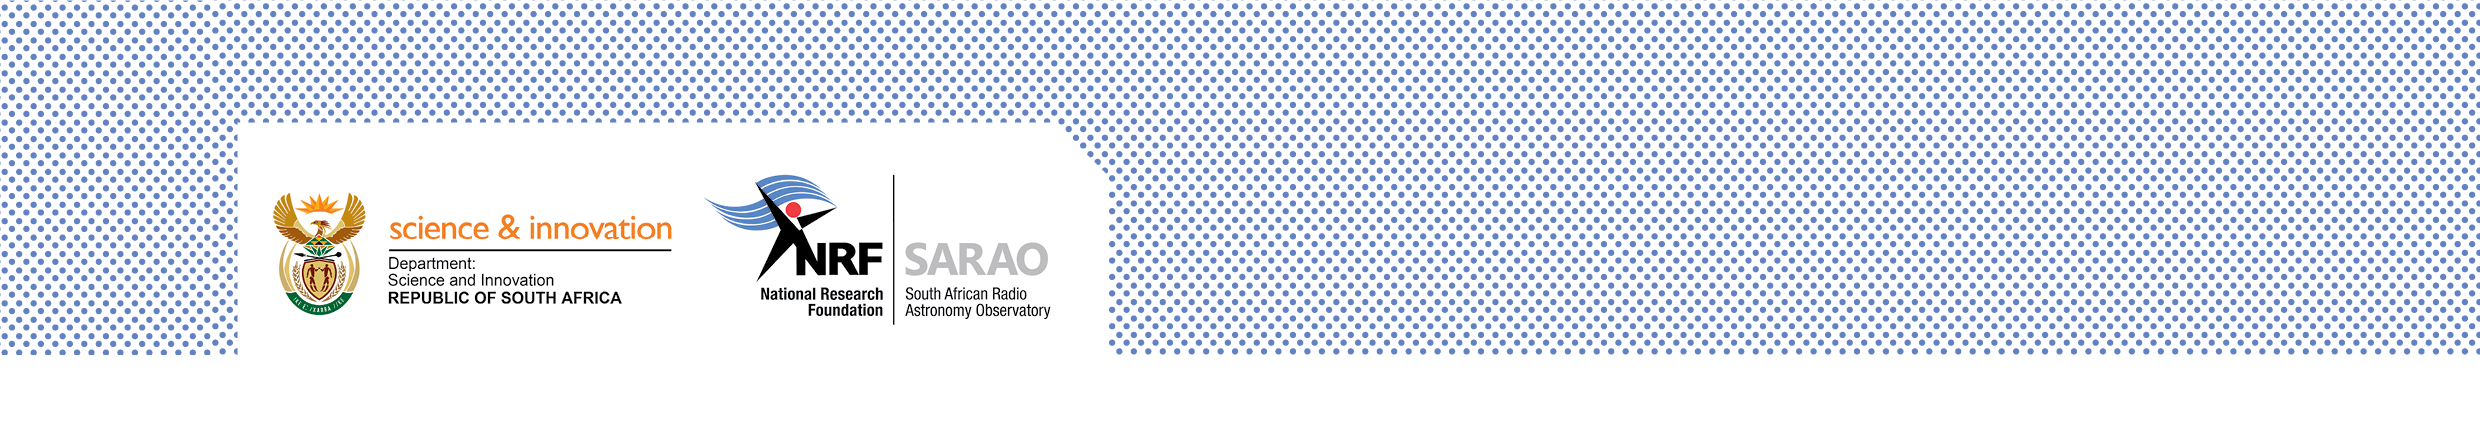 science & innovation
Department:
Science and Innovation
REPUBLIC OF SOUTH AFRICA
NRF
National Research
Foundation
SARAO
South African Radio
Astronomy Observatory